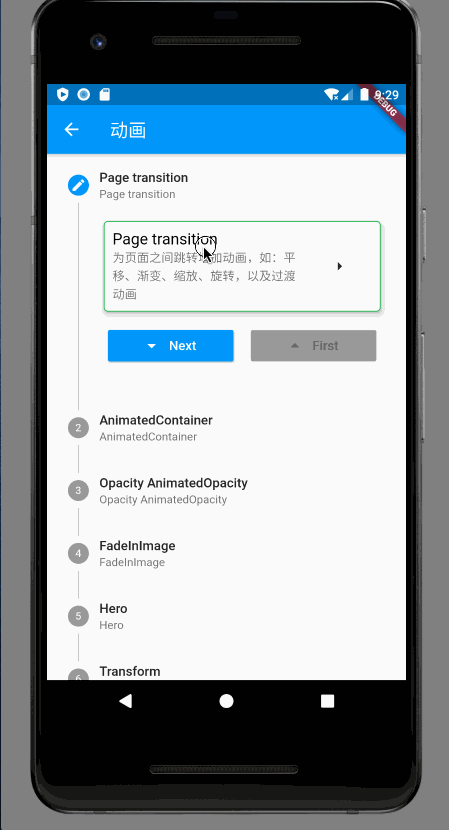 9:29
DEBUG
动画
Page transition
Page transition
Page transition
为页面之间跳转添加动画，如：平
移、渐变、缩放、旋转，以及过渡
动画
Next
First
2
AnimatedContainer
AnimatedContainer
3
Opacity AnimatedOpacity
Opacity AnimatedOpacity
4
FadeInImage
FadeInImage
5
Hero
Hero
6
Transform